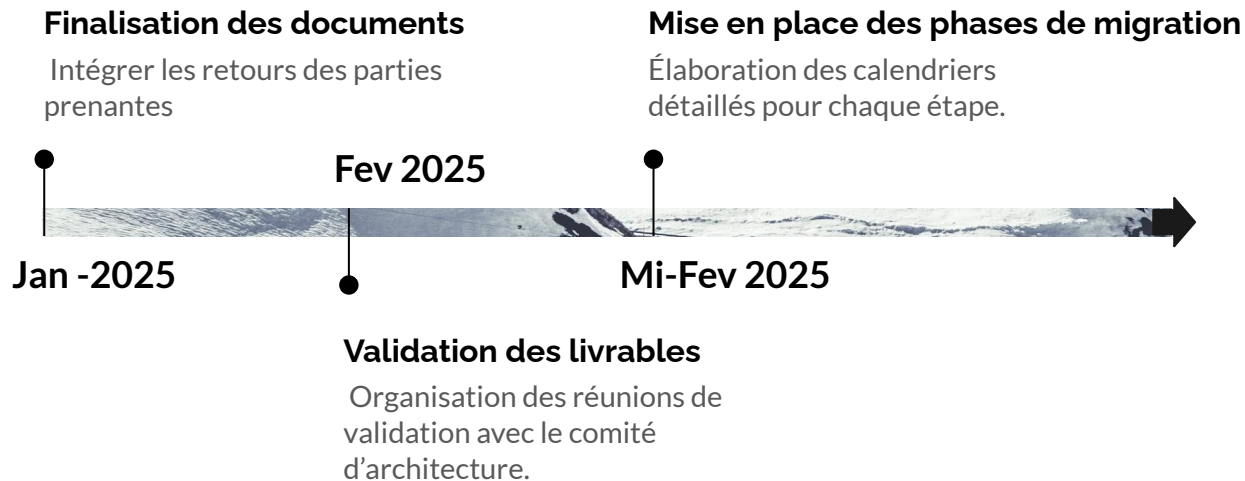 Finalisation des documents
Intégrer les retours des parties
prenantes
Mise en place des phases de migration
Élaboration des calendriers
détaillés pour chaque étape.
Fev 2025
Jan -2025
Mi-Fev 2025
Validation des livrables
Organisation des réunions de
validation avec le comité
d’architecture.